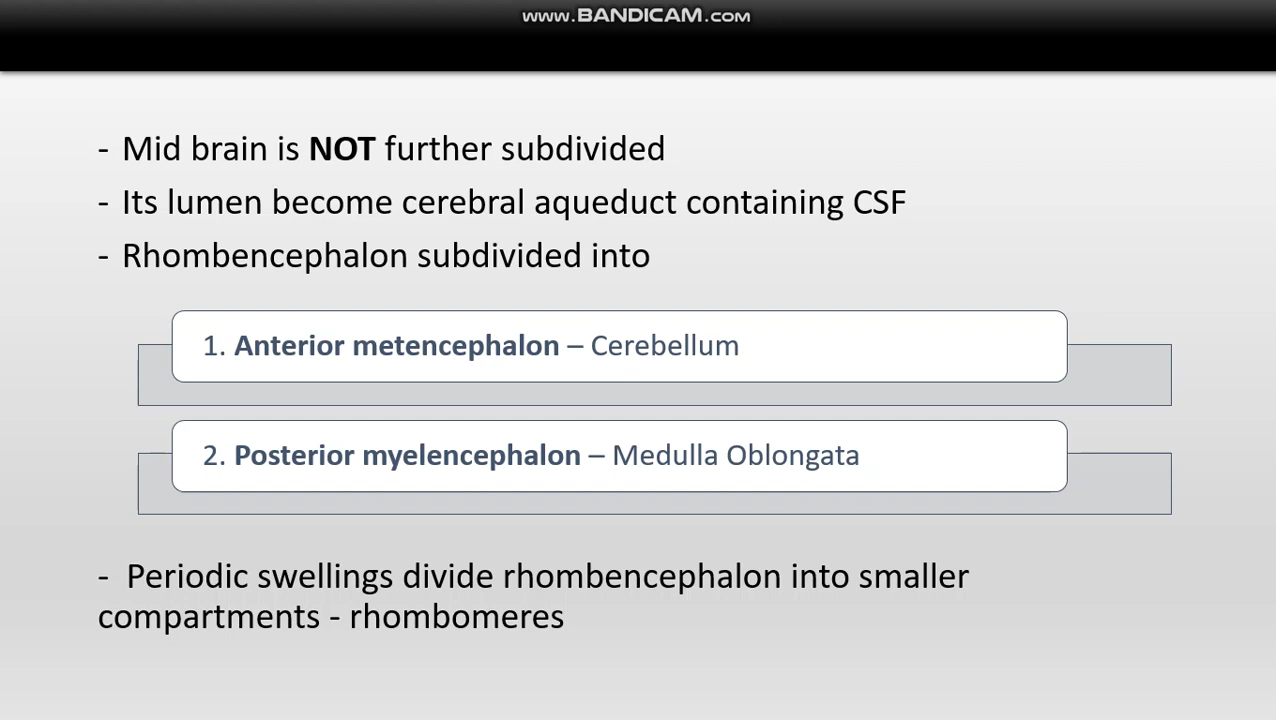 www.BANDICAM.com
- Mid brain is NOT further subdivided
- Its lumen become cerebral aqueduct containing CSF
- Rhombencephalon subdivided into
1. Anterior metencephalon – Cerebellum
2. Posterior myelencephalon – Medulla Oblongata
- Periodic swellings divide rhombencephalon into smaller
compartments - rhombomeres